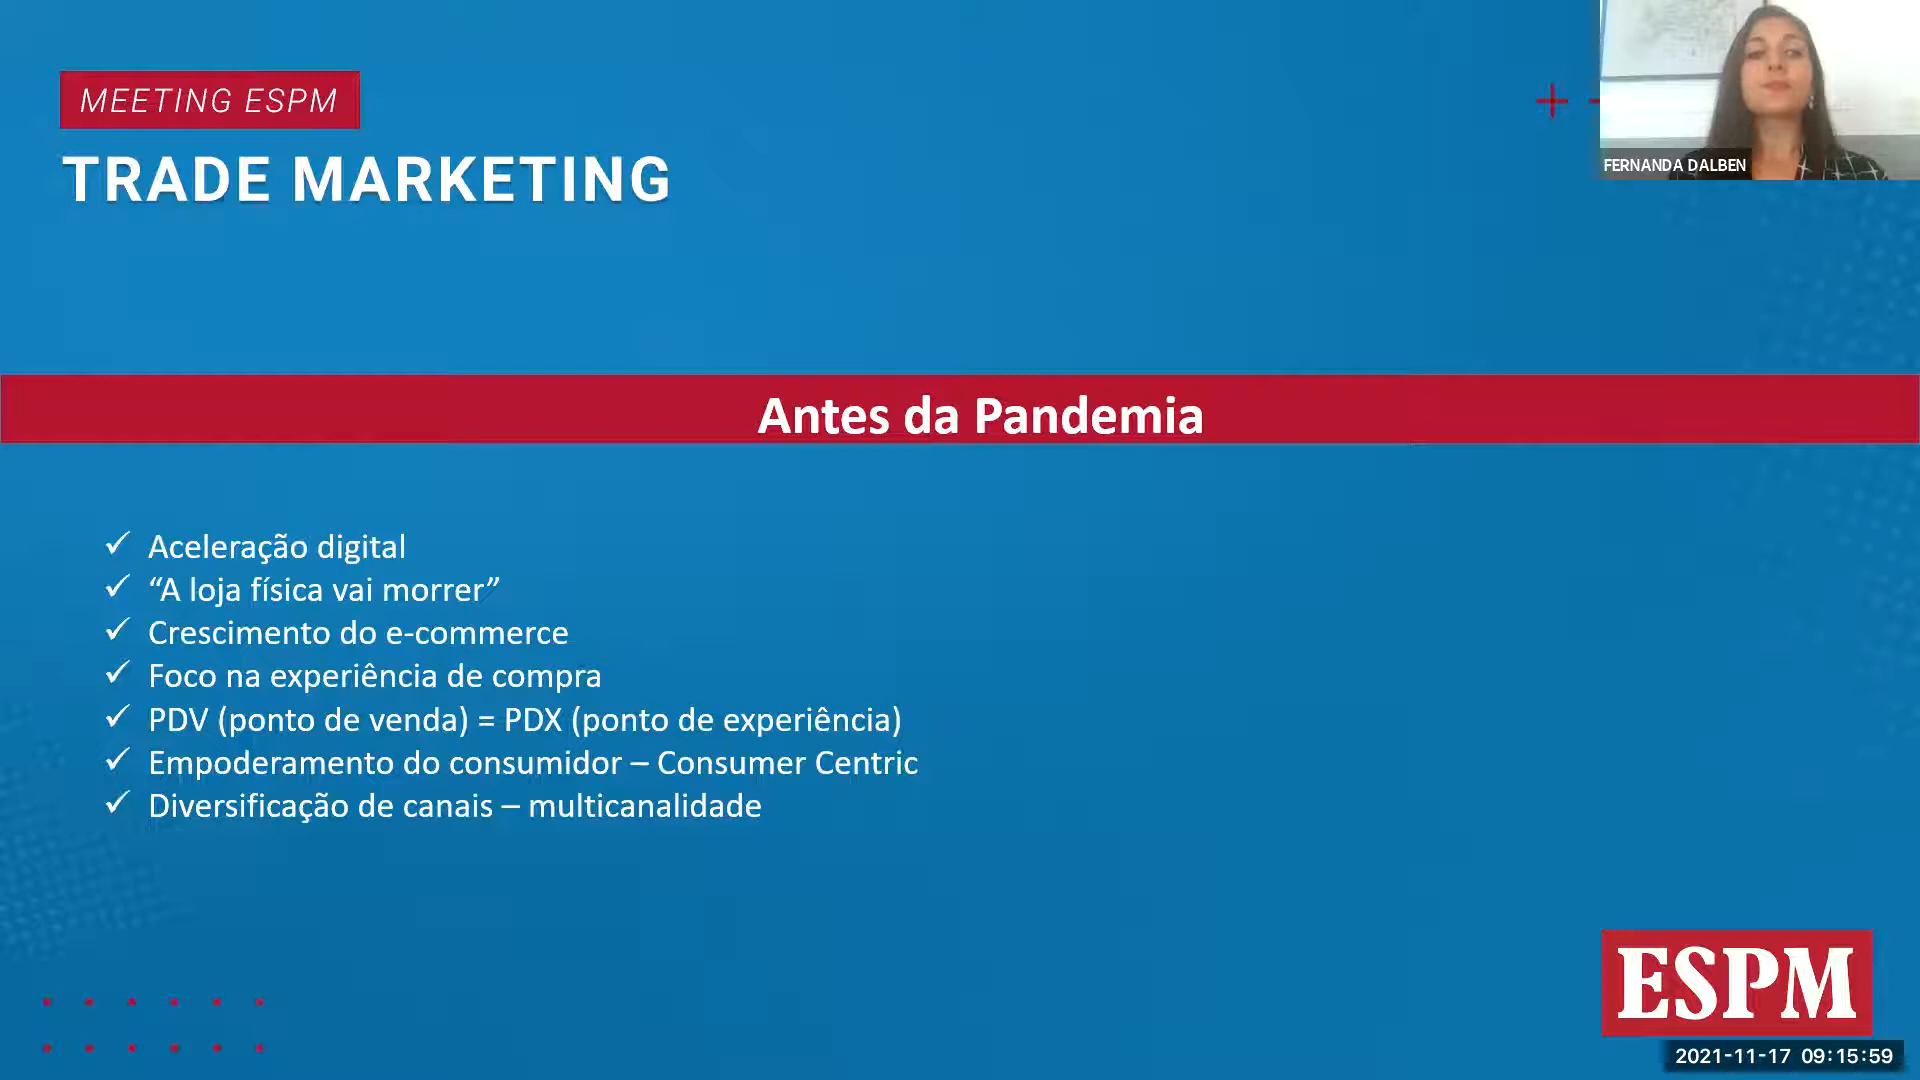 MEETING ESPM
TRADE MARKETING
FERNANDA DALBEN
Antes da Pandemia
✓ Aceleração digital
✓ “A loja física vai morrer”
✓ Crescimento do e-commerce
✓ Foco na experiência de compra
✓ PDV (ponto de venda) = PDX (ponto de experiência)
✓ Empoderamento do consumidor – Consumer Centric
✓ Diversificação de canais – multicanalidade
ESPM
2021-11-17 09:15:59